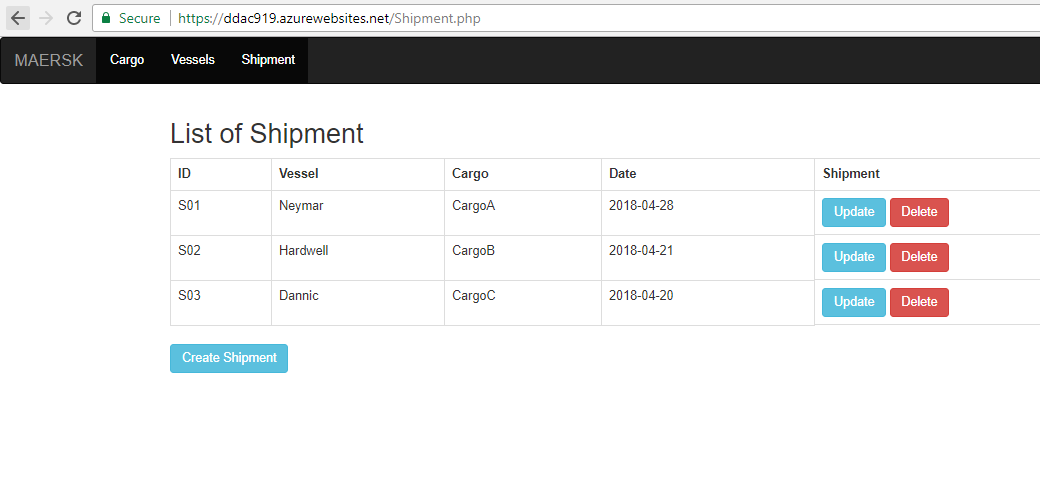 Secure https://ddac919.azurewebsites.net/Shipment.php
MAERSK Cargo Vessels Shipment
List of Shipment
ID Vessel Cargo Date Shipment
S01 Neymar CargoA 2018-04-28 Update Delete
S02 Hardwell CargoB 2018-04-21 Update Delete
S03 Dannic CargoC 2018-04-20 Update Delete
Create Shipment